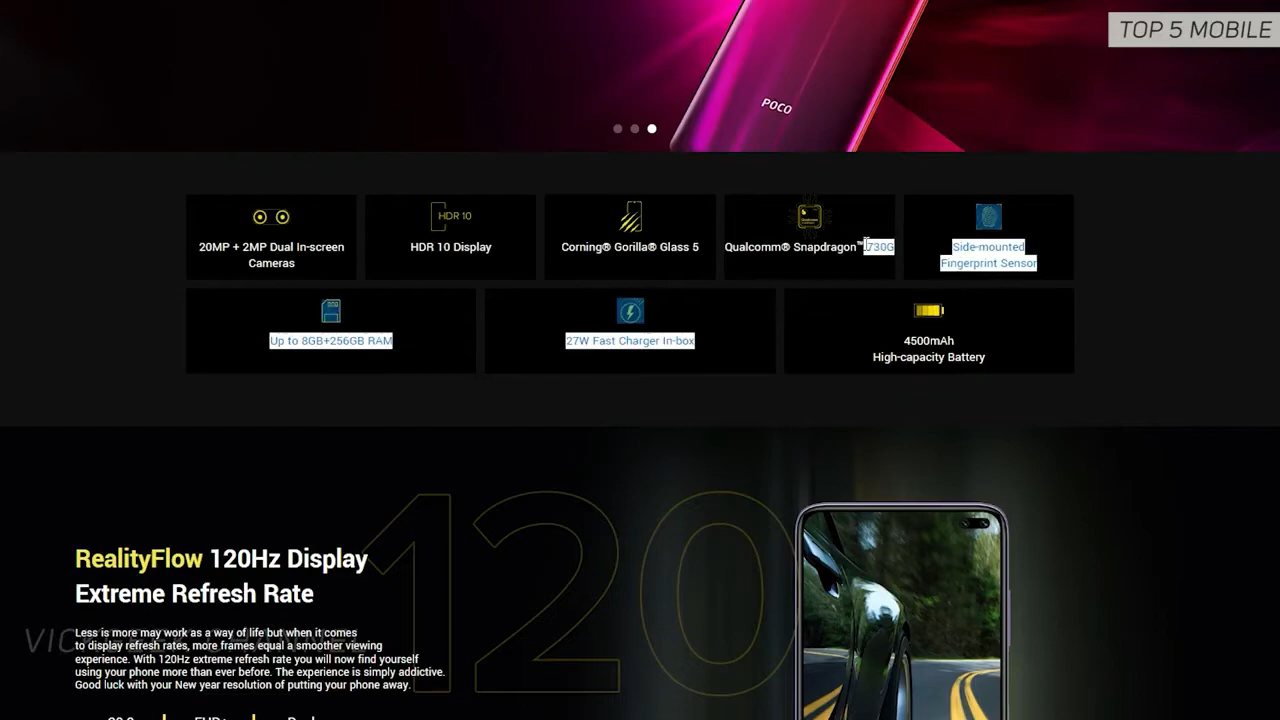 TOP 5 MOBILE
POCO
20MP + 2MP Dual In-screen
Cameras
HDR 10
HDR 10 Display
Corning® Gorilla® Glass 5
Qualcomm® Snapdragon™ 730G
Side-mounted
Fingerprint Sensor
Up to 8GB+256GB RAM
27W Fast Charger In-box
4500mAh
High-capacity Battery
120
RealityFlow 120Hz Display
Extreme Refresh Rate
Less is more may work as a way of life but when it comes
to display refresh rates, more frames equal a smoother viewing
experience. With 120Hz extreme refresh rate you will now find yourself
using your phone more than ever before. The experience is simply addictive.
Good luck with your New year resolution of putting your phone away.